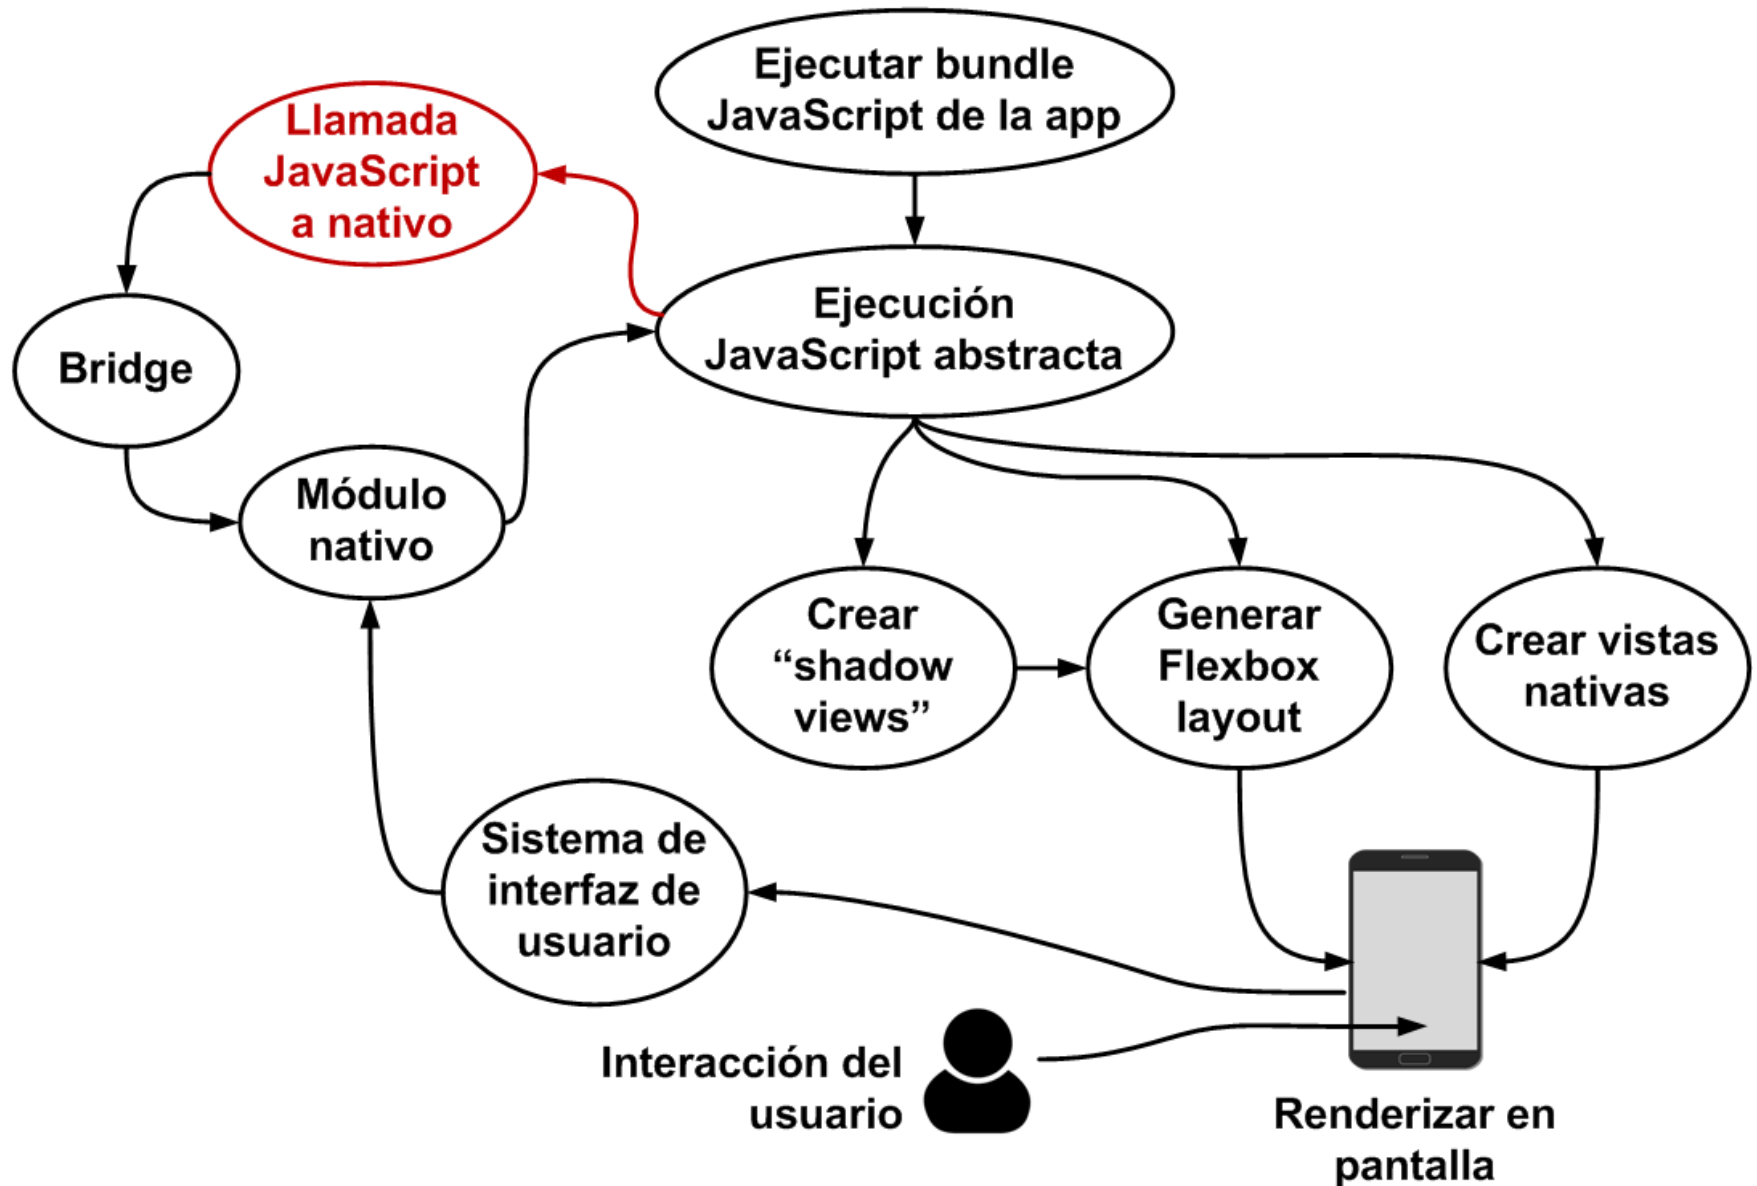 Ejecutar bundle
JavaScript de la app
Llamada
JavaScript
a nativo
Ejecución
JavaScript abstracta
Bridge
Módulo
nativo
Crear
“shadow
views”
Generar
Flexbox
layout
Crear vistas
nativas
Sistema de
interfaz de
usuario
Interacción del
usuario
Renderizar en
pantalla